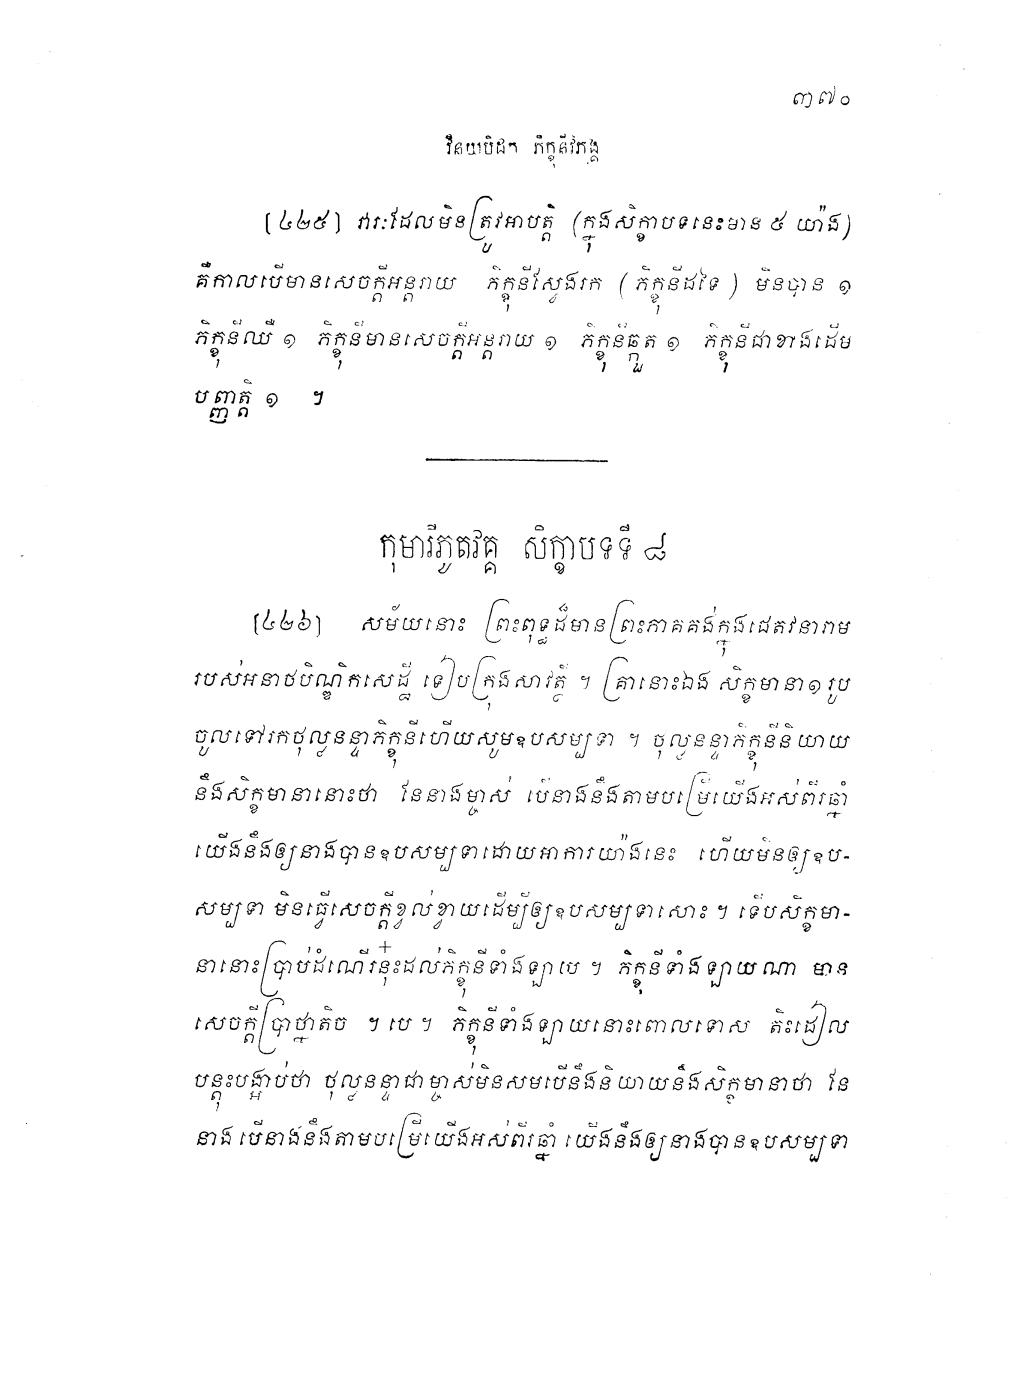 ៣៧០
វិនយបិដក ភិក្ខុនីវិភង្គ
[៤២៥] វារៈដែលមិនត្រូវអាបត្តិ (ក្នុងសិក្ខាបទនេះមាន ៥ យ៉ាង)
គឺកាលបើមានសេចក្តីអន្តរាយ ភិក្ខុនីស្វែងរក (ភិក្ខុនីដទៃ) មិនបាន ១
ភិក្ខុនីឈឺ ១ ភិក្ខុនីមានសេចក្តីអន្តរាយ ១ ភិក្ខុនីឆ្កួត ១ ភិក្ខុនីជាខាងដើម
បញ្ញត្តិ ១ ។
កុមារីភូតវគ្គ សិក្ខាបទទី ៨
[៤២៦] សម័យនោះ ព្រះពុទ្ធដ៏មានព្រះភាគគង់ក្នុងជេតវនារាម
របស់អនាថបិណ្ឌិកសេដ្ឋី ទៀបក្រុងសាវត្ថី ។ គ្រានោះឯង សិក្ខមានា ១ រូប
ចូលទៅរកថុល្លនន្ទាភិក្ខុនីហើយសូមឧបសម្បទា ។ ថុល្លនន្ទាភិក្ខុនីនិយាយ
នឹងសិក្ខមានានោះថា នែនាងម្ចាស់ បើនាងនឹងតាមបម្រើយើងអស់ពីរឆ្នាំ
យើងនឹងឲ្យនាងបានឧបសម្បទាដោយអាការយ៉ាងនេះ ហើយមិនឲ្យឧប-
សម្បទា មិនធ្វើសេចក្តីខ្វល់ខ្វាយដើម្បីឲ្យឧបសម្បទាសោះ ។ ទើបសិក្ខមា-
នានោះប្រាប់ដំណើរនុ៎ះដល់ភិក្ខុនីទាំងឡាយ ។ ភិក្ខុនីទាំងឡាយណា មាន
សេចក្តីប្រាថ្នាតិច ។ បេ ។ ភិក្ខុនីទាំងឡាយនោះពោលទោស តិះដៀល
បន្តុះបង្អាប់ថា ថុល្លនន្ទាជាម្ចាស់មិនសមបើនឹងនិយាយនឹងសិក្ខមានាថា នែ
នាង បើនាងនឹងតាមបម្រើយើងអស់ពីរឆ្នាំ យើងនឹងឲ្យនាងបានឧបសម្បទា